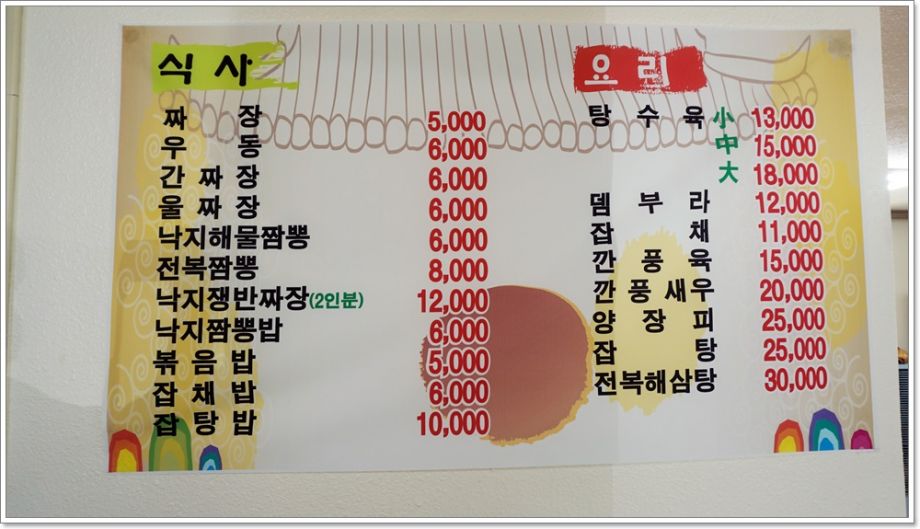 식사
짜장 5,000
우동 6,000
간짜장 6,000
울짜장 6,000
낙지해물짬뽕 6,000
전복짬뽕 8,000
낙지쟁반짜장(2인분) 12,000
낙지짬뽕밥 6,000
볶음밥 5,000
잡채밥 6,000
잡탕밥 10,000
요리
탕수육 小 13,000
中 15,000
大 18,000
뎀부라 12,000
잡채 11,000
깐풍육 15,000
깐풍새우 20,000
양장피 25,000
잡탕 25,000
전복해삼탕 30,000